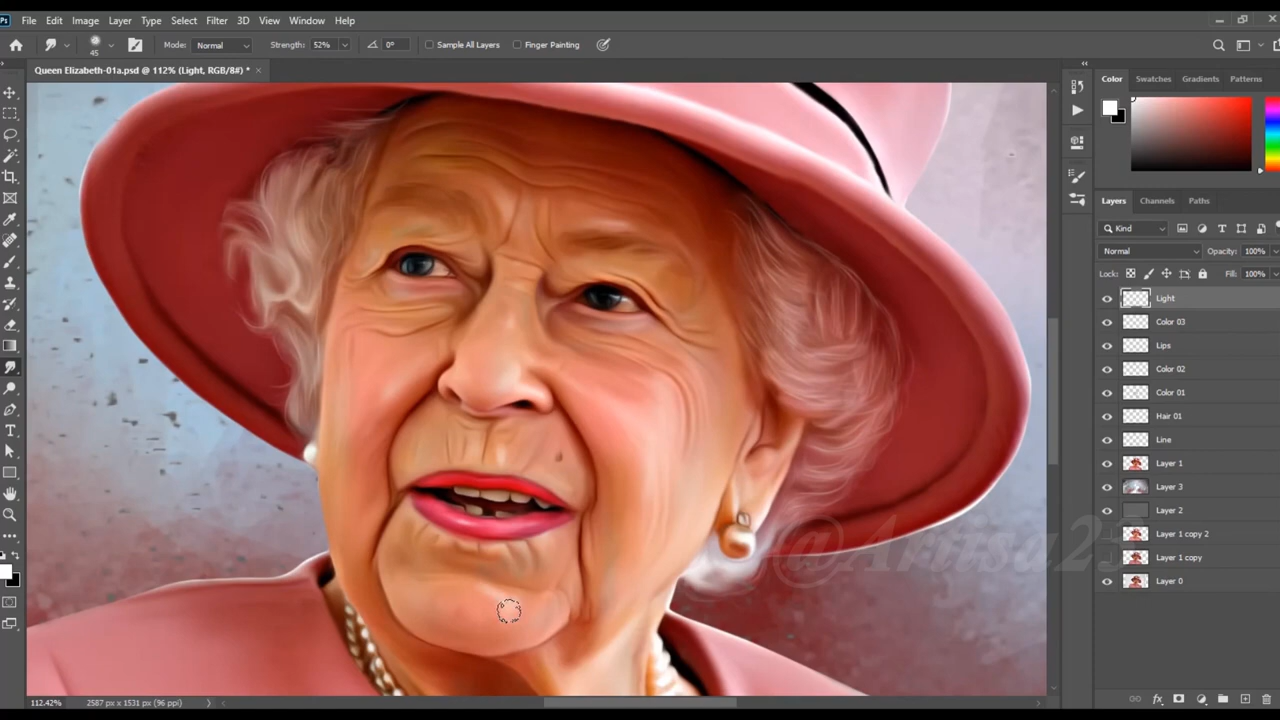 Ps File Edit Image Layer Type Select Filter 3D View Window Help
45 Mode: Normal Strength: 52% 0° Sample All Layers Finger Painting
Queen Elizabeth-01a.psd @ 112% (Light, RGB/8#) * ×
Color Swatches Gradients Patterns
Layers Channels Paths
Kind
Normal Opacity: 100%
Lock: Fill: 100%
Light
Color 03
Lips
Color 02
Color 01
Hair 01
Line
Layer 1
Layer 3
Layer 2
Layer 1 copy 2
Layer 1 copy
Layer 0
@Artisa23
112.42% 2587 px x 1531 px (96 ppi)
fx